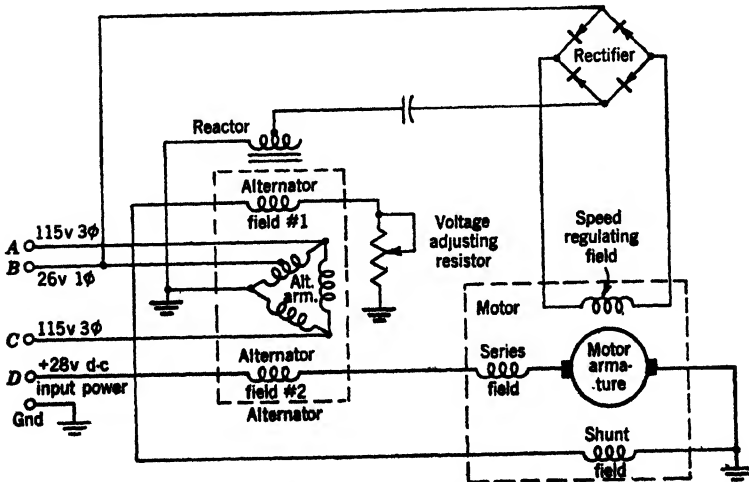 Rectifier
Reactor
Alternator
field #1
Voltage
adjusting
resistor
Speed
regulating
field
A 115v 3ϕ
B
26v 1ϕ
Alt.
arm.
C 115v 3ϕ
D +28v d-c
input power
Gnd
Alternator
field #2
Alternator
Motor
Series
field
Motor
arma-
ture
Shunt
field